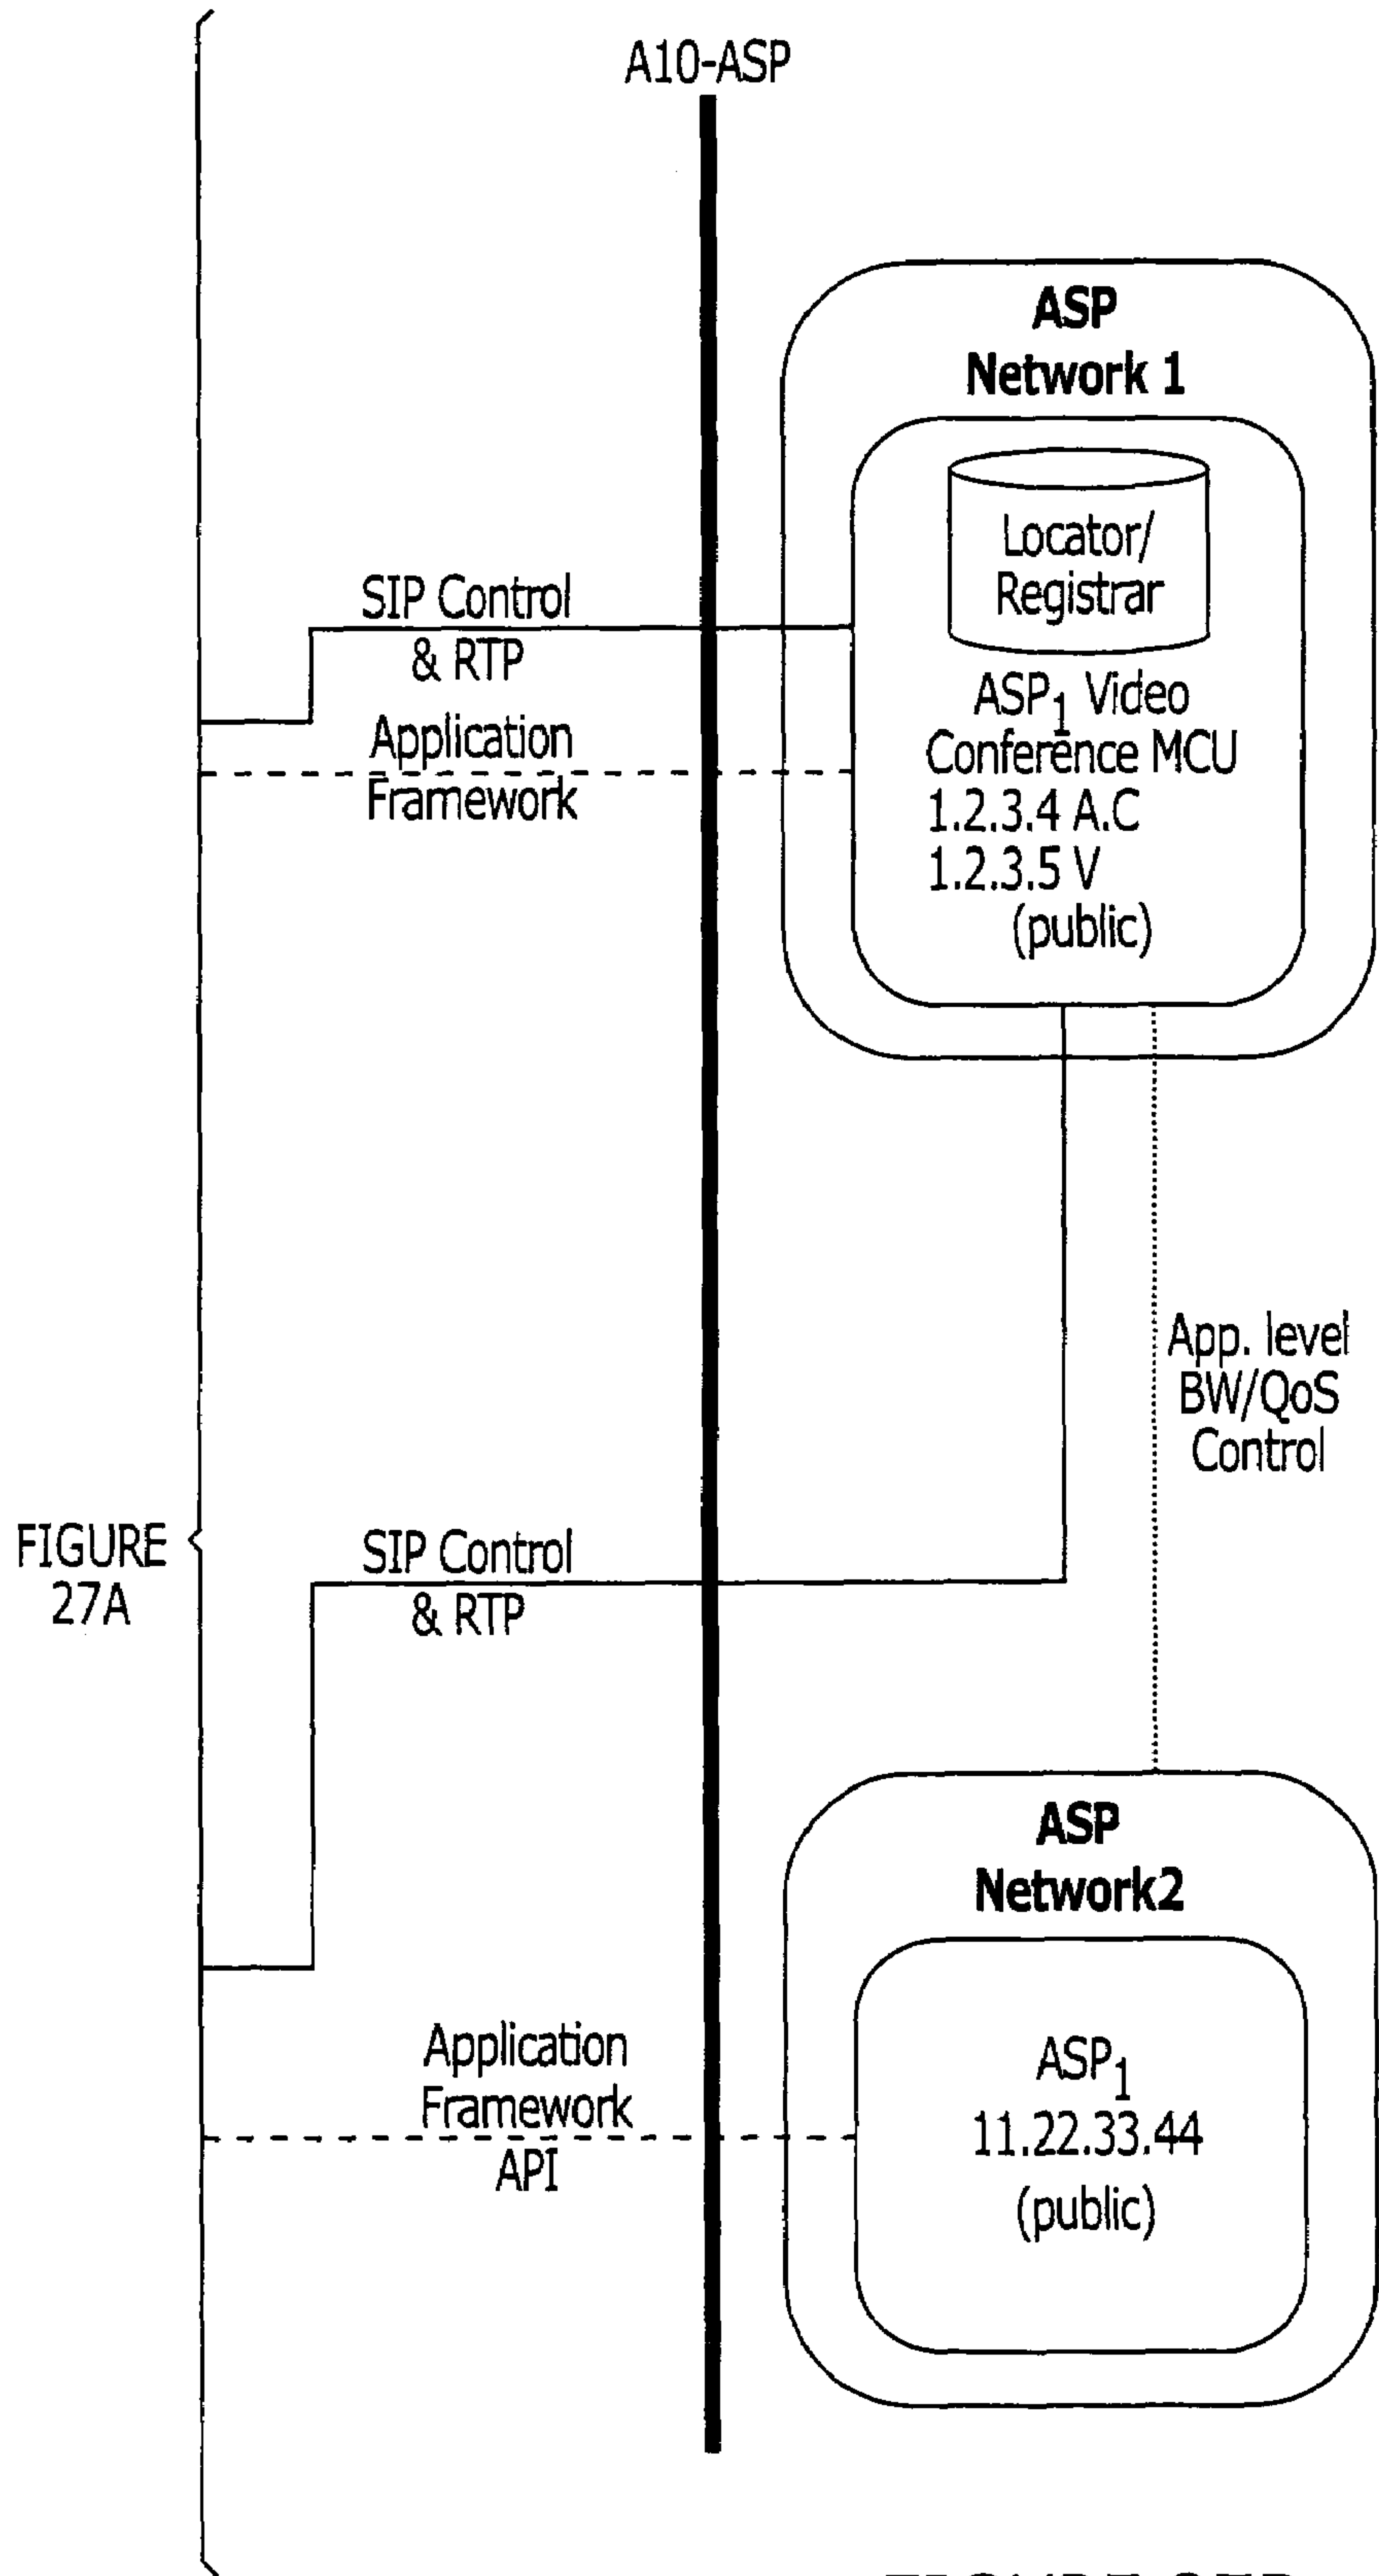 A10-ASP
ASP
Network 1
Locator/
Registrar
SIP Control
& RTP
ASP₁ Video
Conference MCU
1.2.3.4 A.C
1.2.3.5 V
(public)
Application
Framework
App. level
BW/QoS
Control
FIGURE
27A
SIP Control
& RTP
ASP
Network2
Application
Framework
API
ASP₁
11.22.33.44
(public)